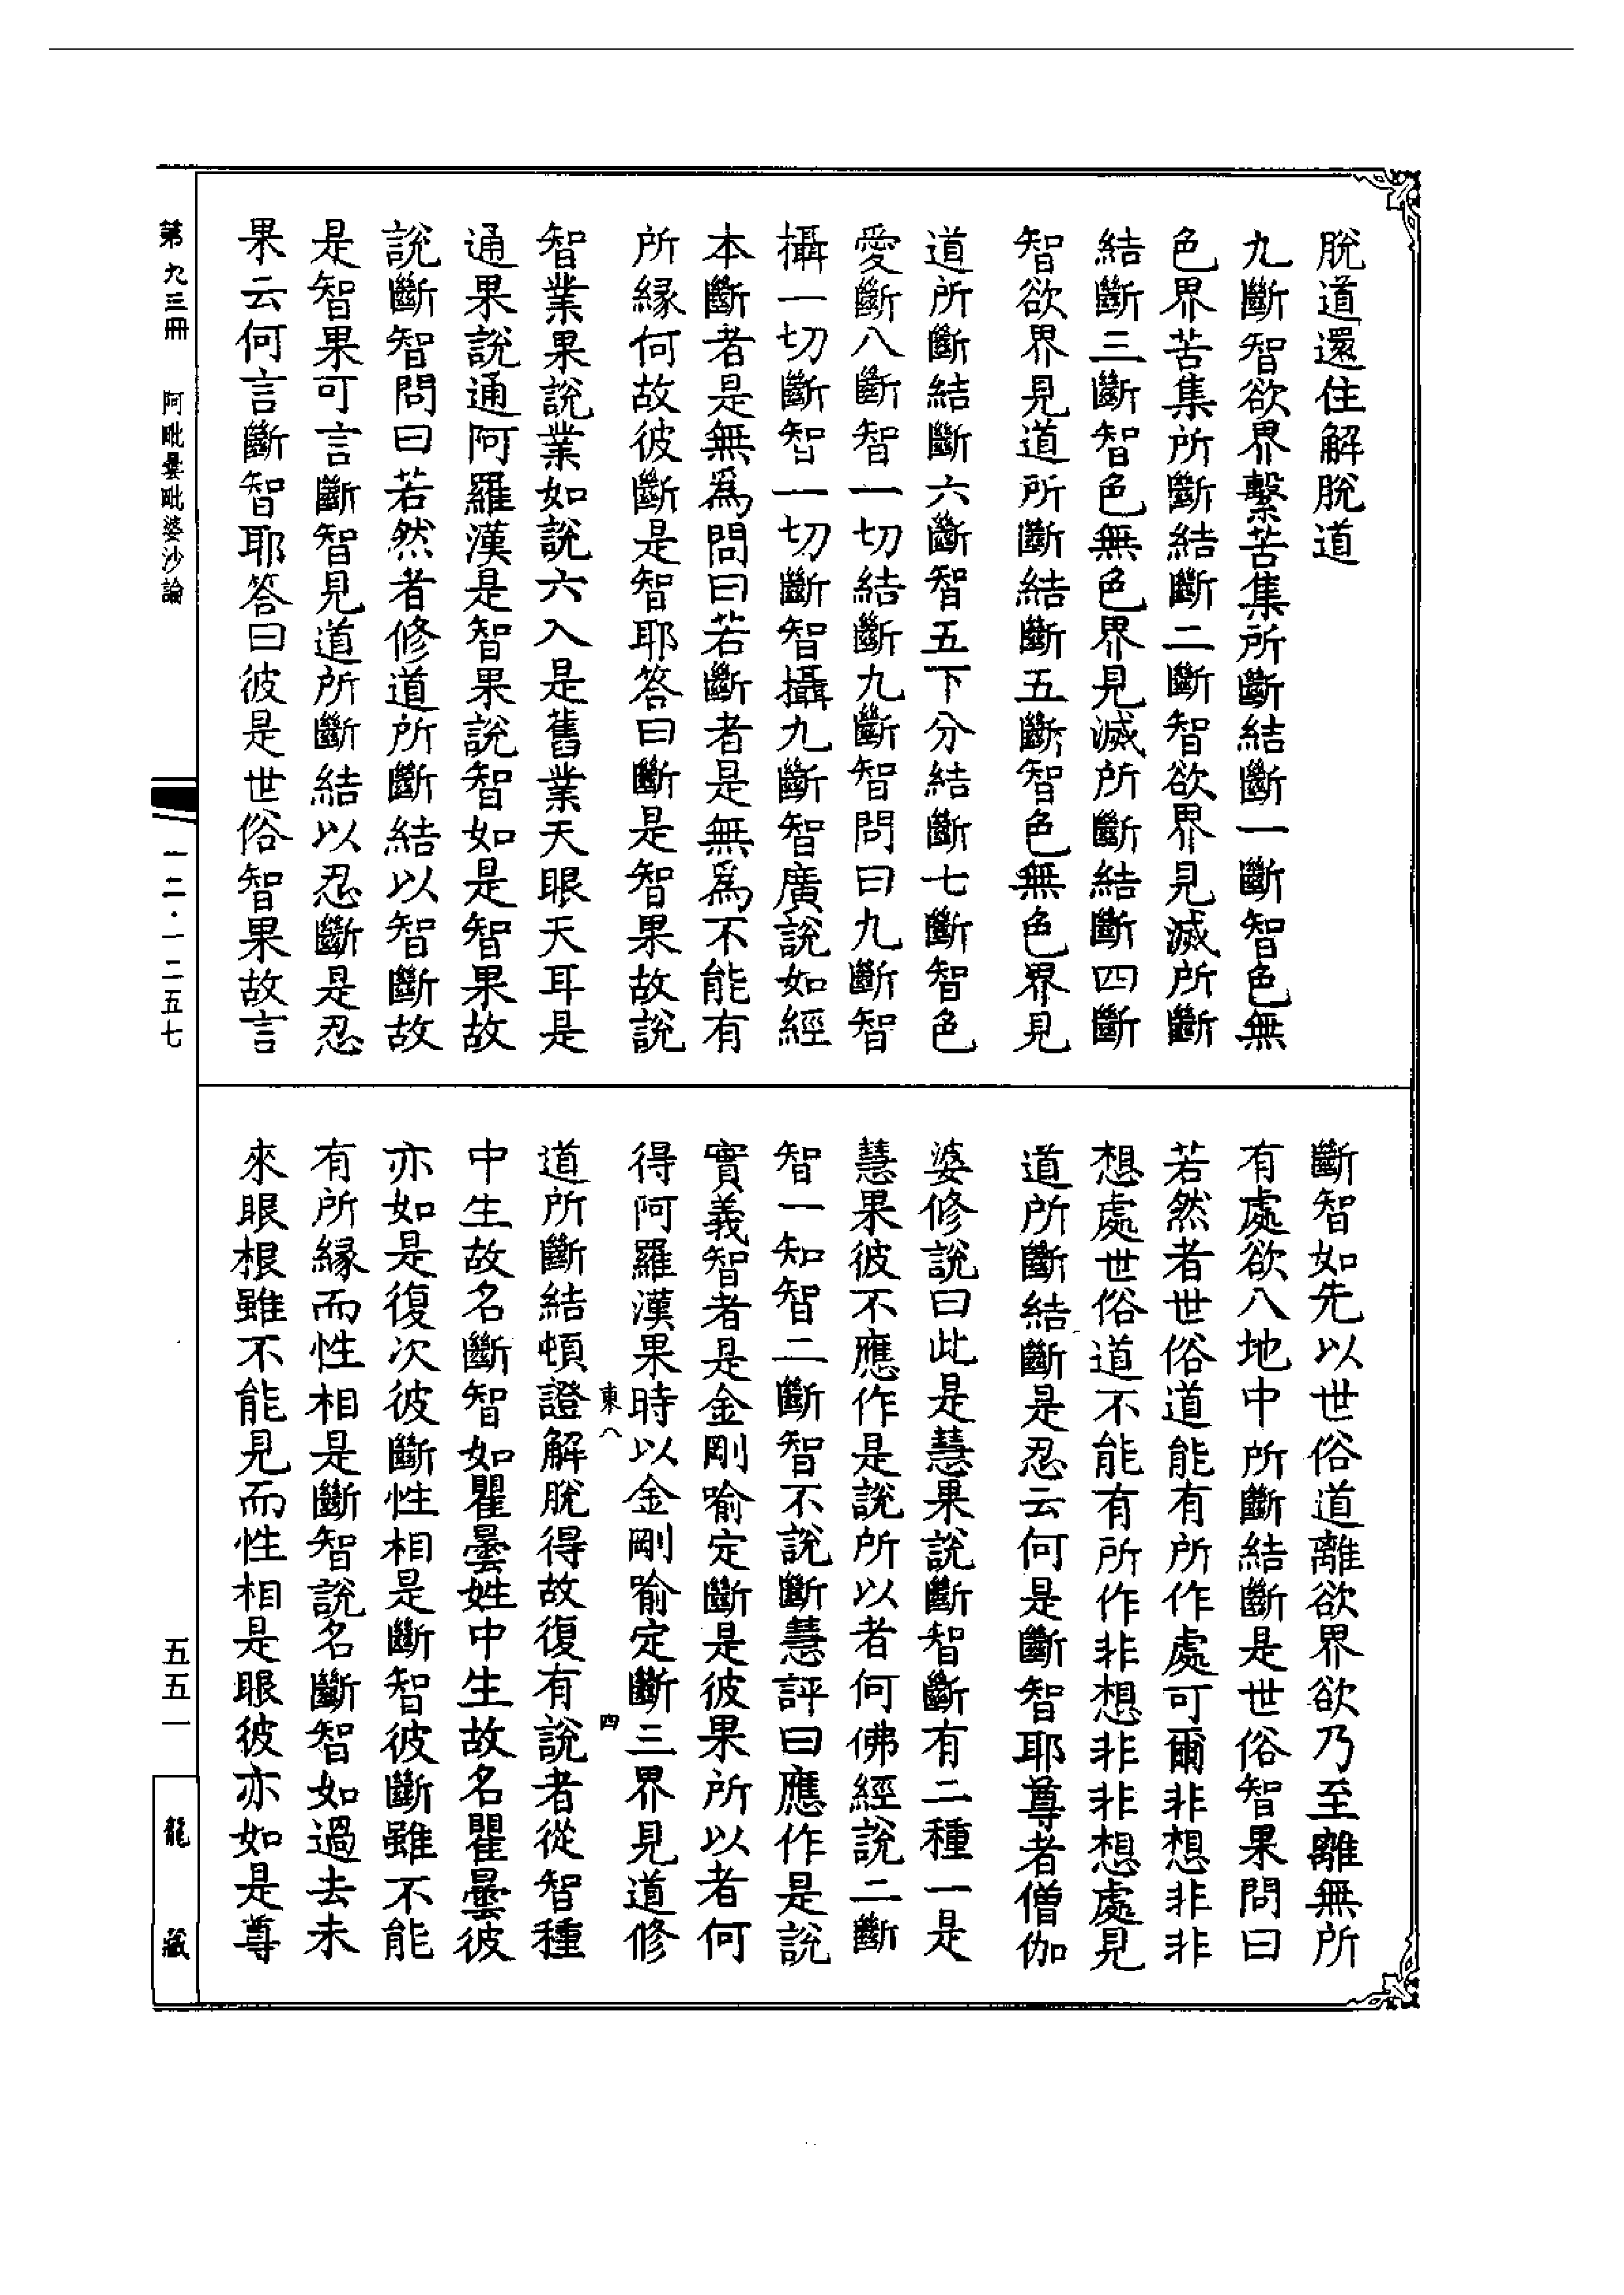 脫道還住解脫道
九斷智欲界繫苦集所斷結斷一斷智色無
色界苦集所斷結斷二斷智欲界見滅所斷
結斷三斷智色無色界見滅所斷結斷四斷
智欲界見道所斷結斷五斷智色無色界見
道所斷結斷六斷智五下分結斷七斷智色
愛斷八斷智一切結斷九斷智問曰九斷智
攝一切斷智一切斷智攝九斷智廣說如經
本斷者是無爲問曰若斷者是無爲不能有
所緣何故彼斷是智耶答曰斷是智果故說
智業果說業如說六入是舊業天眼天耳是
通果說通阿羅漢是智果說智如是智果故
說斷智問曰若然者修道所斷結以智斷故
是智果可言斷智見道所斷結以忍斷是忍
果云何言斷智耶答曰彼是世俗智果故言
斷智如先以世俗道離欲界欲乃至離無所
有處欲八地中所斷結斷是世俗智果問曰
若然者世俗道能有所作處可爾非想非非
想處世俗道不能有所作非想非非想處見
道所斷結斷是忍云何是斷智耶尊者僧伽
婆修說曰此是慧果說斷智斷有二種一是
慧果彼不應作是說所以者何佛經說二斷
智一知智二斷智不說斷慧評曰應作是說
實義智者是金剛喻定斷是彼果所以者何
得阿羅漢果時以金剛喻定斷三界見道修
東八 四
道所斷結頓證解脫得故復有說者從智種
中生故名斷智如瞿曇姓中生故名瞿曇彼
亦如是復次彼斷性相是斷智彼斷雖不能
有所緣而性相是斷智說名斷智如過去未
來眼根雖不能見而性相是眼彼亦如是尊
第九三冊 阿毗曇毗婆沙論
一二·一二五七
五五一
龍藏